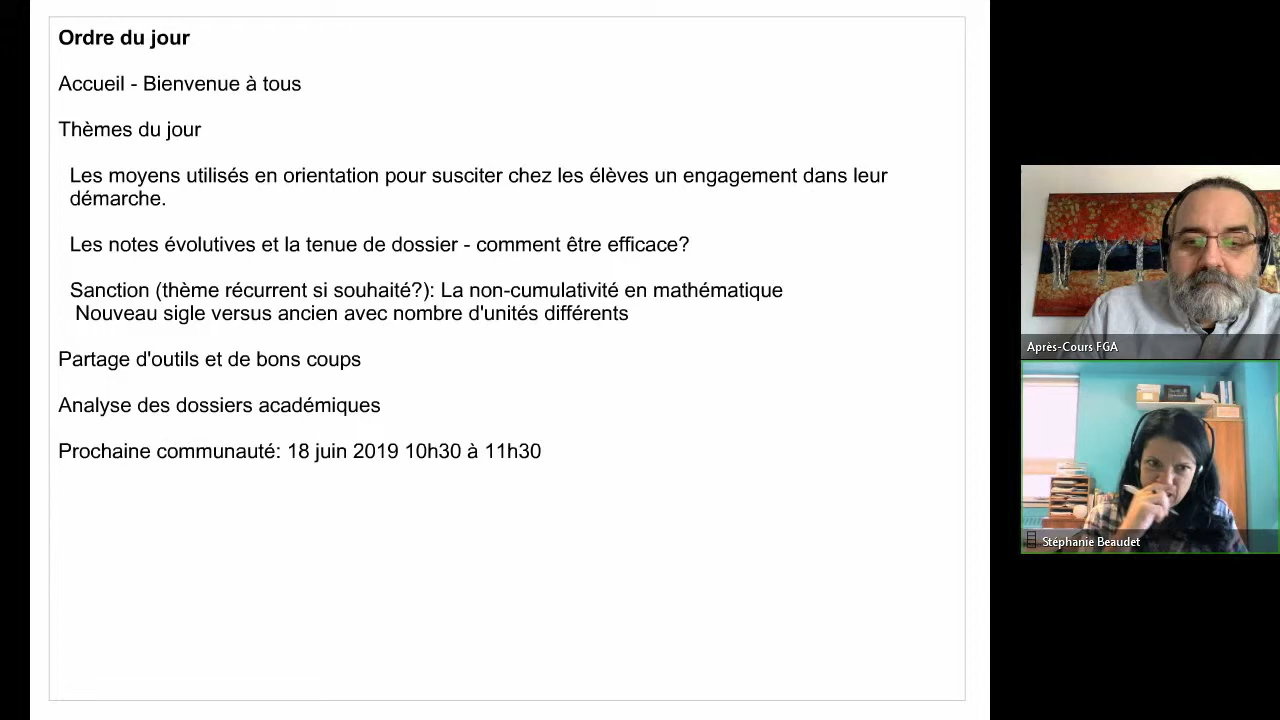 Ordre du jour
Accueil - Bienvenue à tous
Thèmes du jour
Les moyens utilisés en orientation pour susciter chez les élèves un engagement dans leur
démarche.
Les notes évolutives et la tenue de dossier - comment être efficace?
Sanction (thème récurrent si souhaité?): La non-cumulativité en mathématique
Nouveau sigle versus ancien avec nombre d'unités différents
Partage d'outils et de bons coups
Analyse des dossiers académiques
Prochaine communauté: 18 juin 2019 10h30 à 11h30
Après-Cours FGA
Stéphanie Beaudet